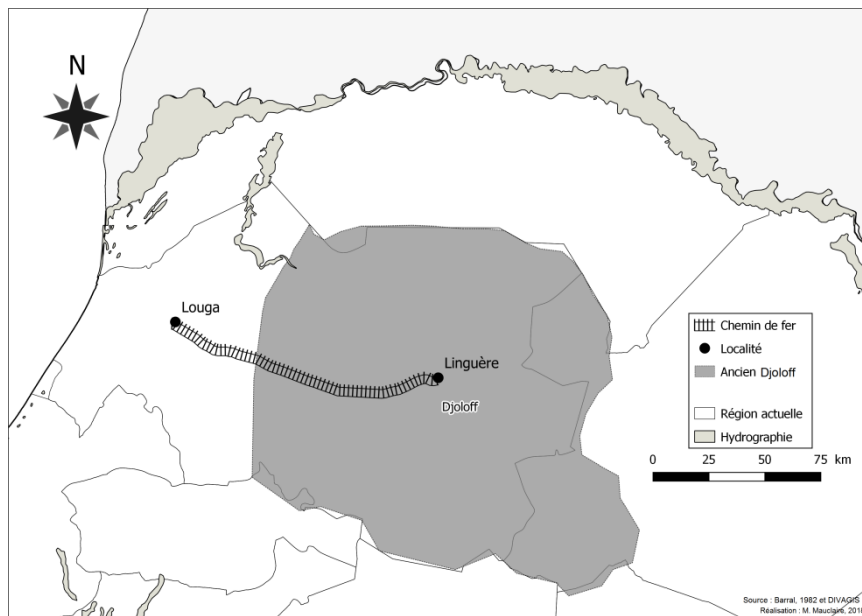 N
Louga
Linguère
Djoloff
Chemin de fer
Localité
Ancien Djoloff
Région actuelle
Hydrographie
0 25 50 75 km
Source : Barral, 1982 et DIVAGIS
Réalisation : M. Mauclaire,